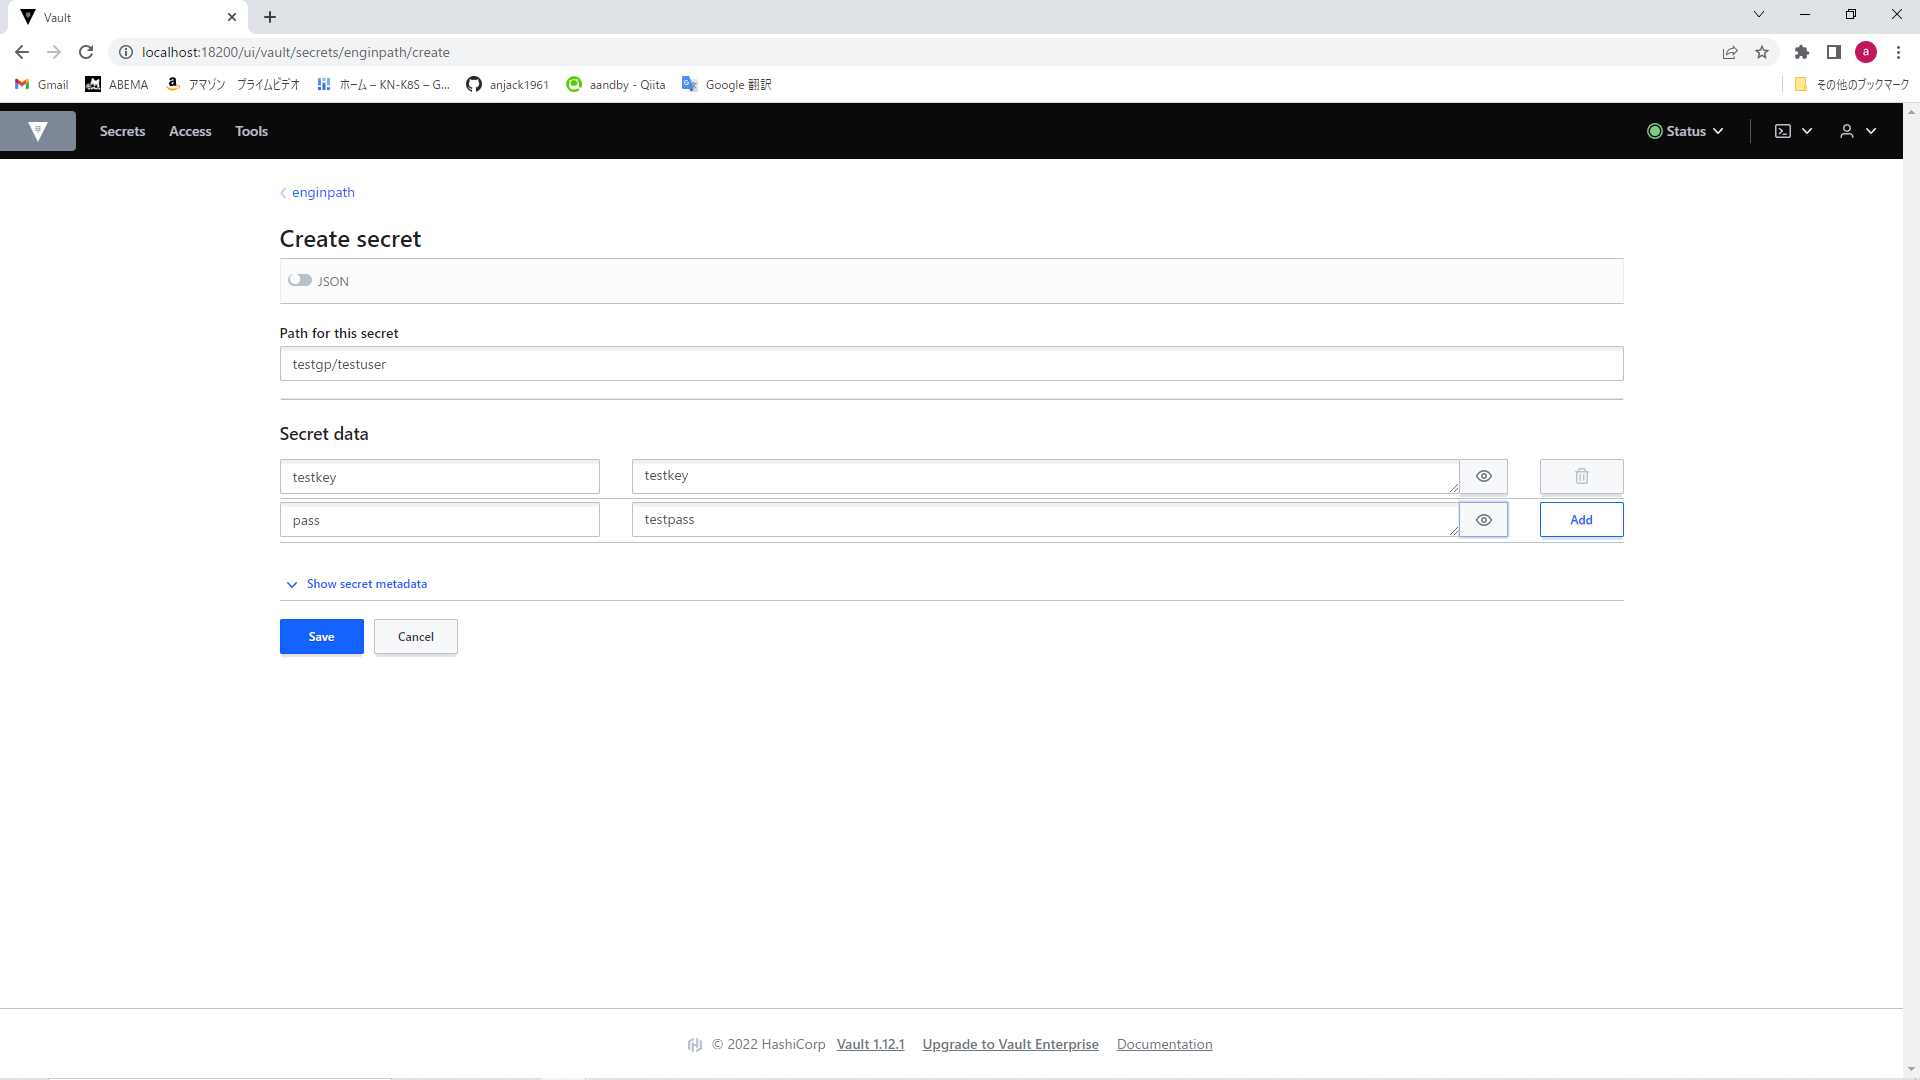 Vault
localhost:18200/ui/vault/secrets/enginpath/create
a
Gmail ABEMA アマゾン プライムビデオ ホーム – KN-K8S – G... anjack1961 aandby - Qiita Google 翻訳 その他のブックマーク
Secrets Access Tools Status
enginpath
Create secret
JSON
Path for this secret
testgp/testuser
Secret data
testkey testkey
pass testpass Add
Show secret metadata
Save Cancel
© 2022 HashiCorp Vault 1.12.1 Upgrade to Vault Enterprise Documentation